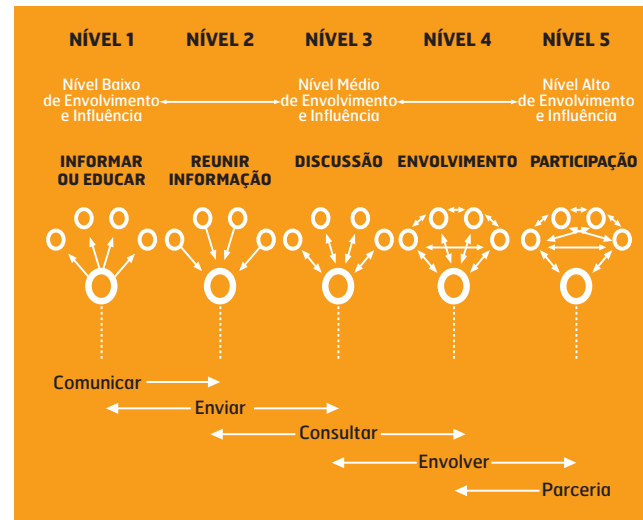 NÍVEL 1
NÍVEL 2
NÍVEL 3
NÍVEL 4
NÍVEL 5
Nível Baixo
de Envolvimento
e Influência
Nível Médio
de Envolvimento
e Influência
Nível Alto
de Envolvimento
e Influência
INFORMAR
OU EDUCAR
REUNIR
INFORMAÇÃO
DISCUSSÃO
ENVOLVIMENTO
PARTICIPAÇÃO
Comunicar
Enviar
Consultar
Envolver
Parceria